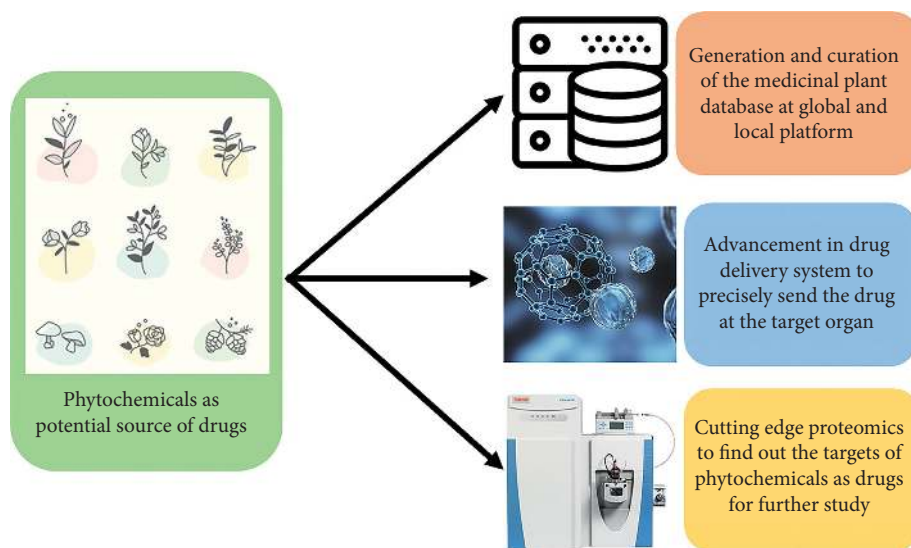 Phytochemicals as
potential source of drugs
Generation and curation
of the medicinal plant
database at global and
local platform
Advancement in drug
delivery system to
precisely send the drug
at the target organ
Cutting edge proteomics
to find out the targets of
phytochemicals as drugs
for further study